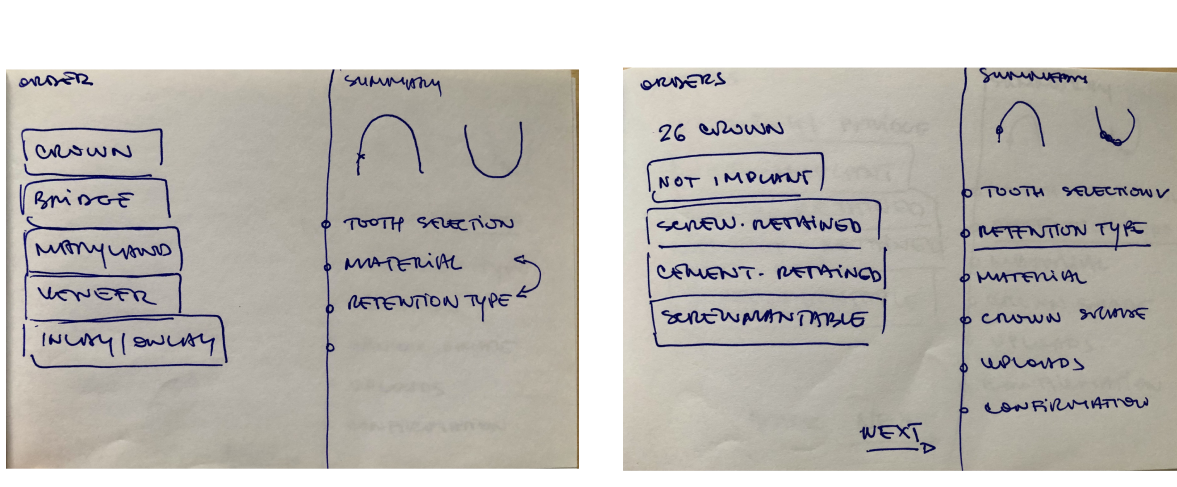 ORDER
CROWN
BRIDGE
MARYLAND
VENEER
INLAY/ONLAY
SUMMARY
TOOTH SELECTION
MATERIAL
RETENTION TYPE
ORDERS
26 CROWN
NOT IMPLANT
SCREW-RETAINED
CEMENT-RETAINED
SCREWMANTABLE
NEXT
SUMMARY
TOOTH SELECTION V
RETENTION TYPE
MATERIAL
CROWN SHADE
UPLOADS
CONFIRMATION